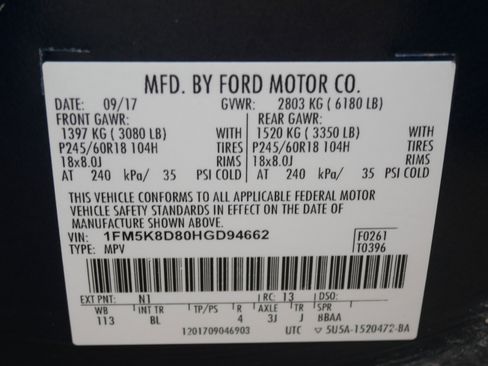 MFD. BY FORD MOTOR CO.
DATE: 09/17 GVWR: 2803 KG ( 6180 LB)
FRONT GAWR: REAR GAWR:
1397 KG ( 3080 LB) WITH 1520 KG ( 3350 LB) WITH
P245/60R18 104H TIRES P245/60R18 104H TIRES
18x8.0J RIMS 18x8.0J RIMS
AT 240 kPa/ 35 PSI COLD AT 240 kPa/ 35 PSI COLD
THIS VEHICLE CONFORMS TO ALL APPLICABLE FEDERAL MOTOR
VEHICLE SAFETY STANDARDS IN EFFECT ON THE DATE OF
MANUFACTURE SHOWN ABOVE.
VIN: 1FM5K8D80HGD94662 F0261
TYPE: MPV T0396
EXT PNT: N1 RC: 13 DSO:
WB INT TR TP/PS R AXLE TR SPR
113 BL 4 3J J 8BAA
1201709046903 UTC 5U5A-1520472-BA